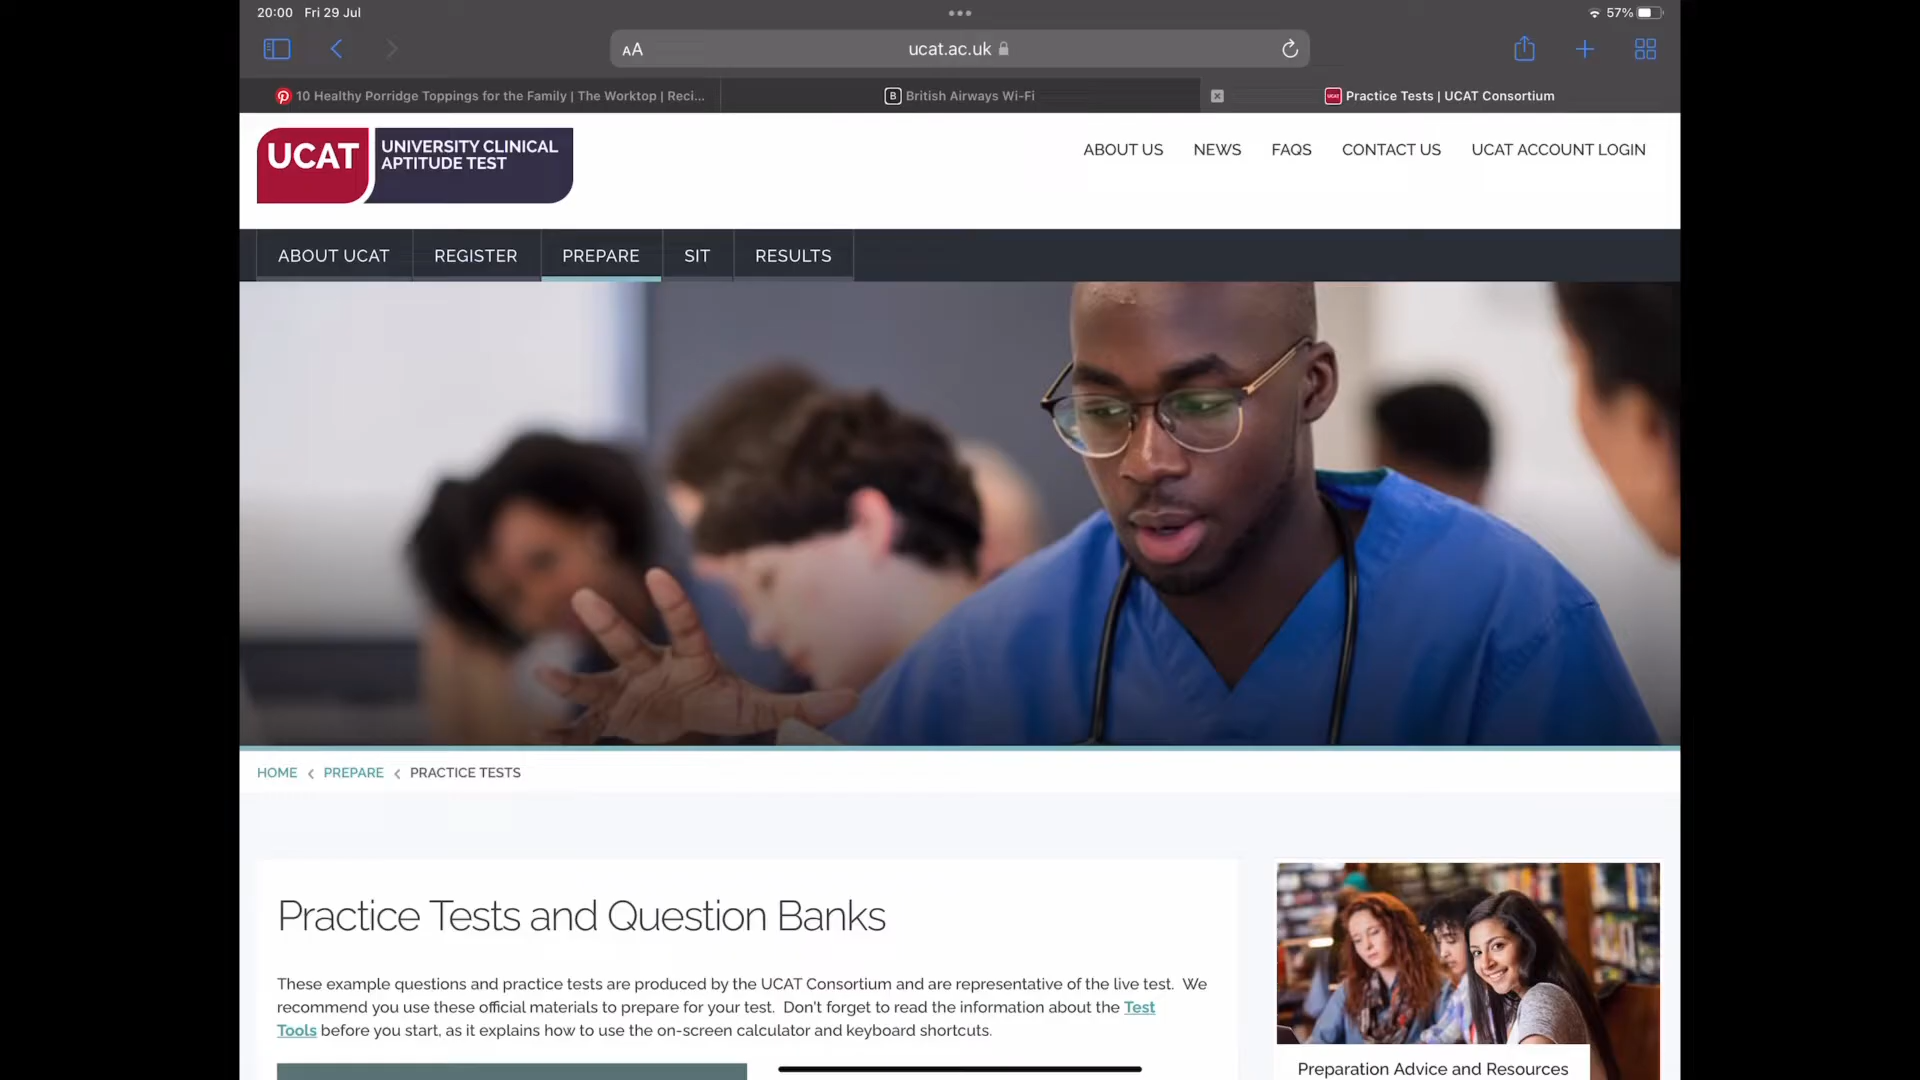 20:00 Fri 29 Jul
57%
AA
ucat.ac.uk
10 Healthy Porridge Toppings for the Family | The Worktop | Reci...
B British Airways Wi-Fi
UCAT Practice Tests | UCAT Consortium
UCAT UNIVERSITY CLINICAL
APTITUDE TEST
ABOUT US NEWS FAQS CONTACT US UCAT ACCOUNT LOGIN
ABOUT UCAT REGISTER PREPARE SIT RESULTS
HOME < PREPARE < PRACTICE TESTS
Practice Tests and Question Banks
These example questions and practice tests are produced by the UCAT Consortium and are representative of the live test. We
recommend you use these official materials to prepare for your test. Don't forget to read the information about the Test
Tools before you start, as it explains how to use the on-screen calculator and keyboard shortcuts.
Preparation Advice and Resources